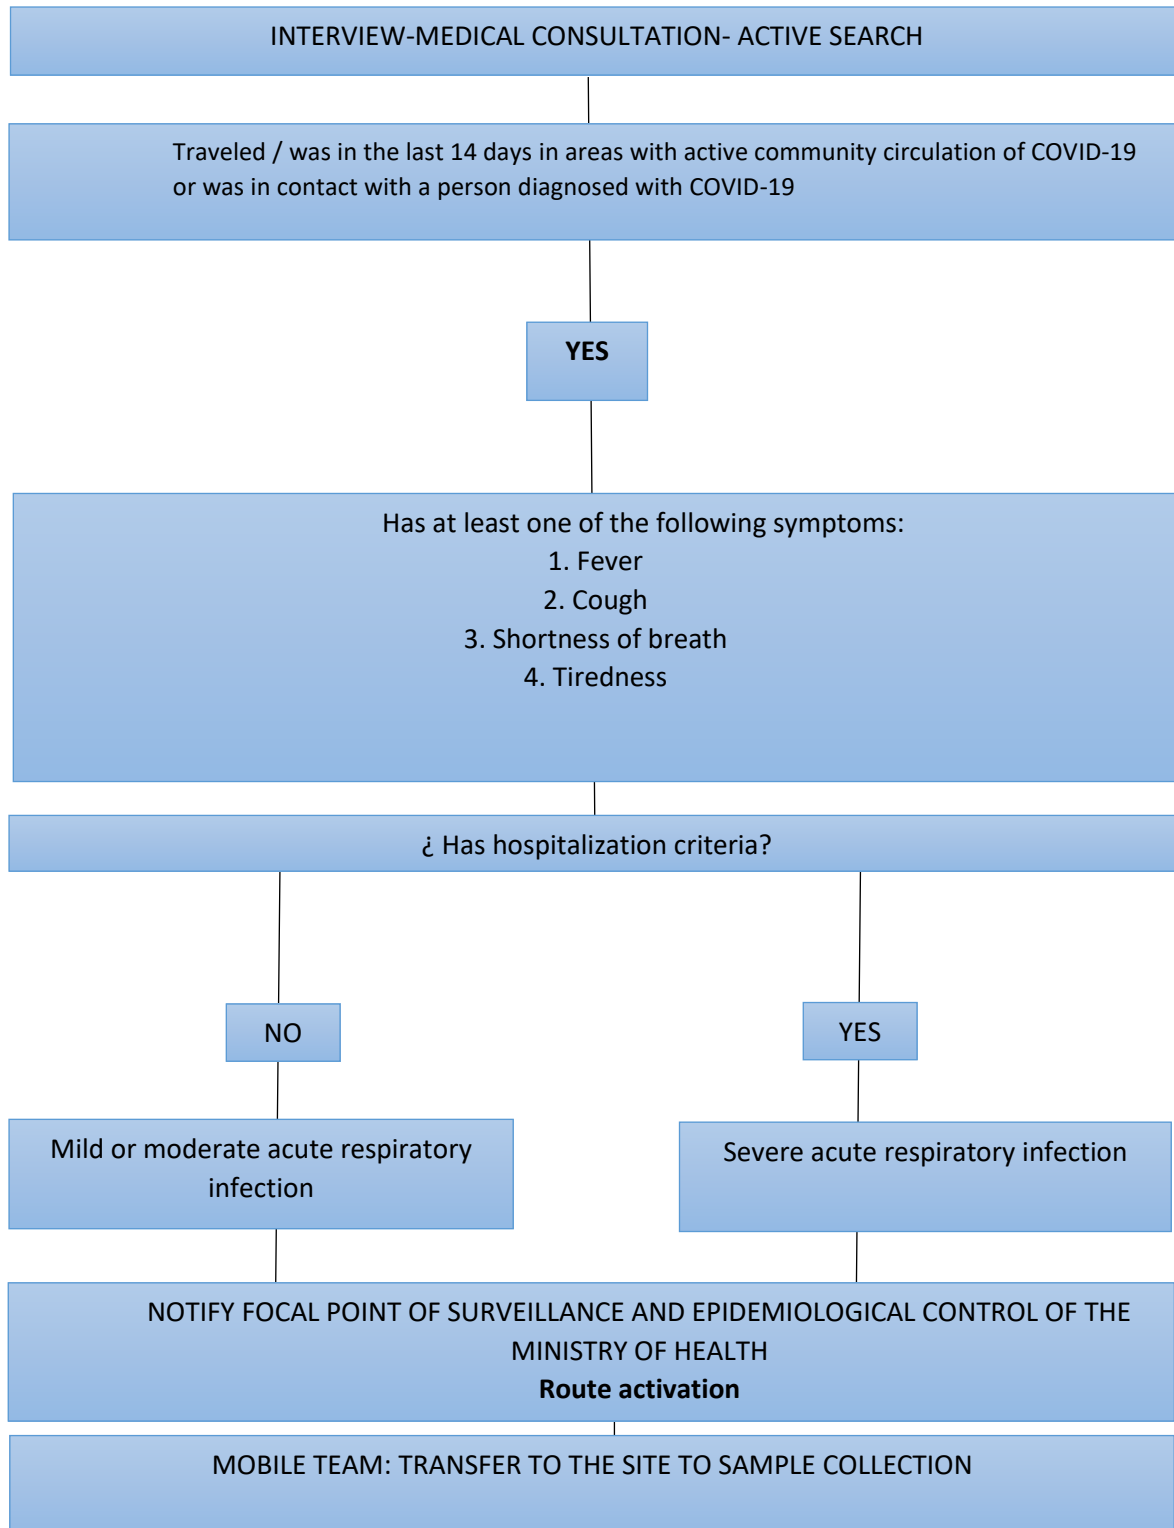 INTERVIEW-MEDICAL CONSULTATION- ACTIVE SEARCH
Traveled / was in the last 14 days in areas with active community circulation of COVID-19
or was in contact with a person diagnosed with COVID-19
YES
Has at least one of the following symptoms:
1. Fever
2. Cough
3. Shortness of breath
4. Tiredness
¿ Has hospitalization criteria?
NO
YES
Mild or moderate acute respiratory
infection
Severe acute respiratory infection
NOTIFY FOCAL POINT OF SURVEILLANCE AND EPIDEMIOLOGICAL CONTROL OF THE
MINISTRY OF HEALTH
Route activation
MOBILE TEAM: TRANSFER TO THE SITE TO SAMPLE COLLECTION